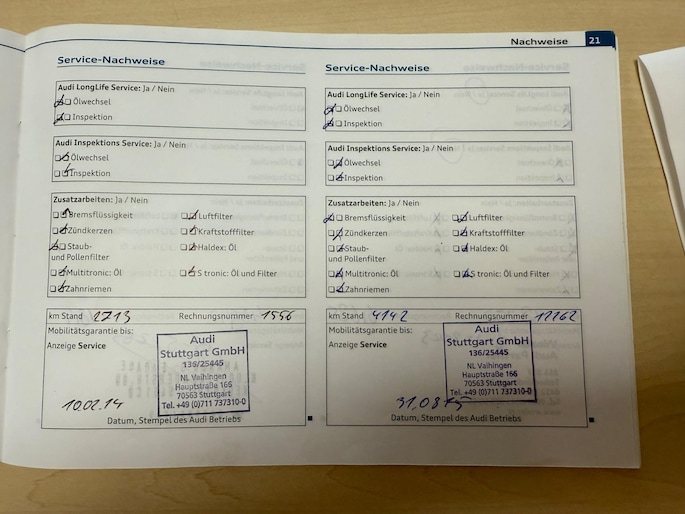 Nachweise 21
Service-Nachweise
Audi LongLife Service: Ja / Nein
Ölwechsel
Inspektion
Audi Inspektions Service: Ja / Nein
Ölwechsel
Inspektion
Zusatzarbeiten: Ja / Nein
Bremsflüssigkeit Luftfilter
Zündkerzen Kraftstofffilter
Staub- Haldex: Öl
und Pollenfilter
Multitronic: Öl S tronic: Öl und Filter
Zahnriemen
km Stand 2713 Rechnungsnummer 1556
Mobilitätsgarantie bis:
Anzeige Service
Audi
Stuttgart GmbH
136/25445
NL Vaihingen
Hauptstraße 166
70563 Stuttgart
Tel. +49 (0)711 737310-0
10.02.14
Datum, Stempel des Audi Betriebs
Service-Nachweise
Audi LongLife Service: Ja / Nein
Ölwechsel
Inspektion
Audi Inspektions Service: Ja / Nein
Ölwechsel
Inspektion
Zusatzarbeiten: Ja / Nein
Bremsflüssigkeit Luftfilter
Zündkerzen Kraftstofffilter
Staub- Haldex: Öl
und Pollenfilter
Multitronic: Öl S tronic: Öl und Filter
Zahnriemen
km Stand 4142 Rechnungsnummer 12262
Mobilitätsgarantie bis:
Anzeige Service
Audi
Stuttgart GmbH
136/25445
NL Vaihingen
Hauptstraße 166
70563 Stuttgart
Tel. +49 (0)711 737310-0
31.08.15
Datum, Stempel des Audi Betriebs